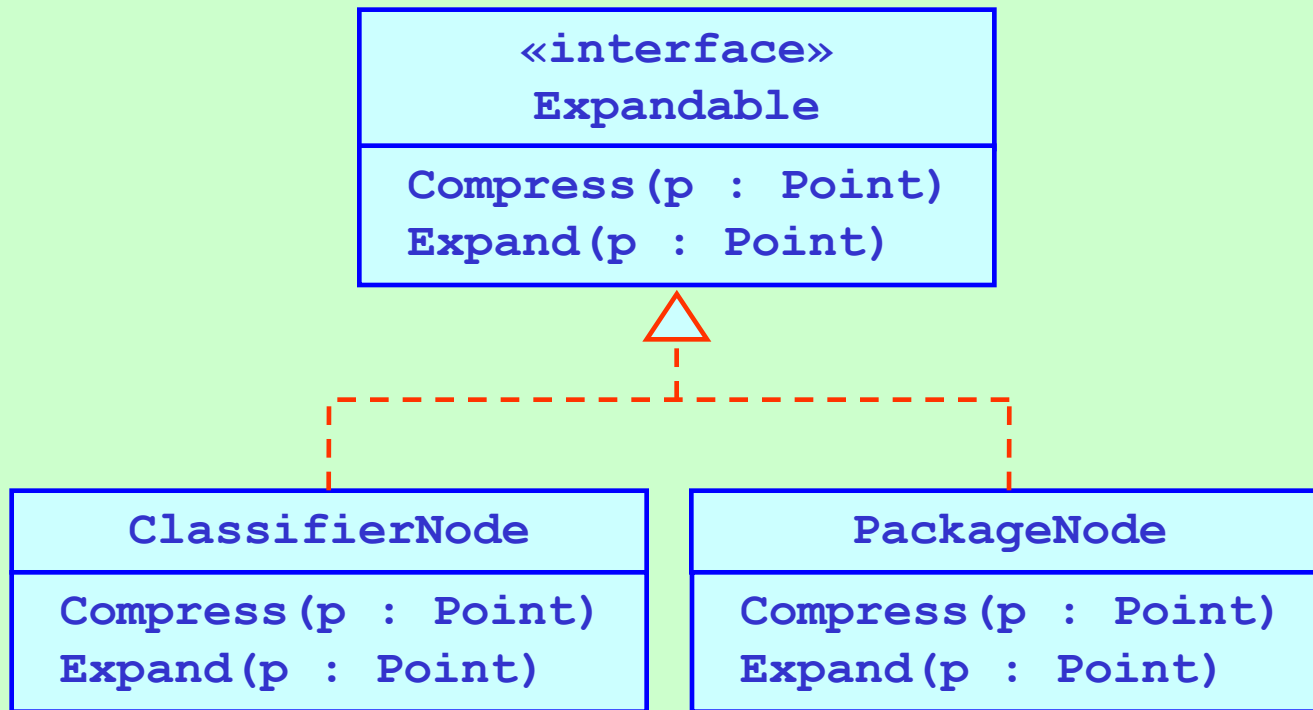 «interface»
Expandable
Compress(p : Point)
Expand(p : Point)
ClassifierNode
Compress(p : Point)
Expand(p : Point)
PackageNode
Compress(p : Point)
Expand(p : Point)